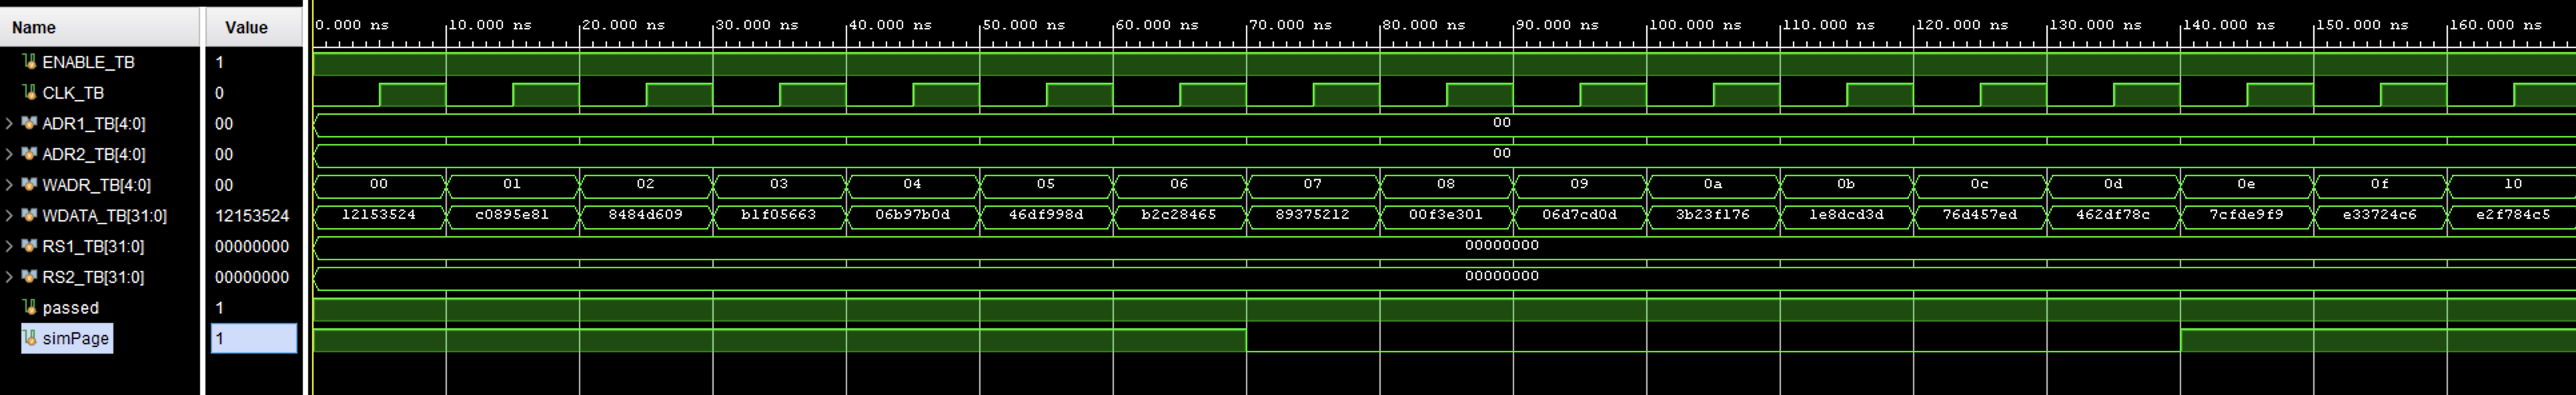 Name Value 0.000 ns 10.000 ns 20.000 ns 30.000 ns 40.000 ns 50.000 ns 60.000 ns 70.000 ns 80.000 ns 90.000 ns 100.000 ns 110.000 ns 120.000 ns 130.000 ns 140.000 ns 150.000 ns 160.000 ns
ENABLE_TB 1
CLK_TB 0
ADR1_TB[4:0] 00 00
ADR2_TB[4:0] 00 00
WADR_TB[4:0] 00 00 01 02 03 04 05 06 07 08 09 0a 0b 0c 0d 0e 0f 10
WDATA_TB[31:0] 12153524 12153524 c0895e81 8484d609 b1f05663 06b97b0d 46df998d b2c28465 89375212 00f3e301 06d7cd0d 3b23f176 1e8dcd3d 76d457ed 462df78c 7cfde9f9 e33724c6 e2f784c5
RS1_TB[31:0] 00000000 00000000
RS2_TB[31:0] 00000000 00000000
passed 1
simPage 1